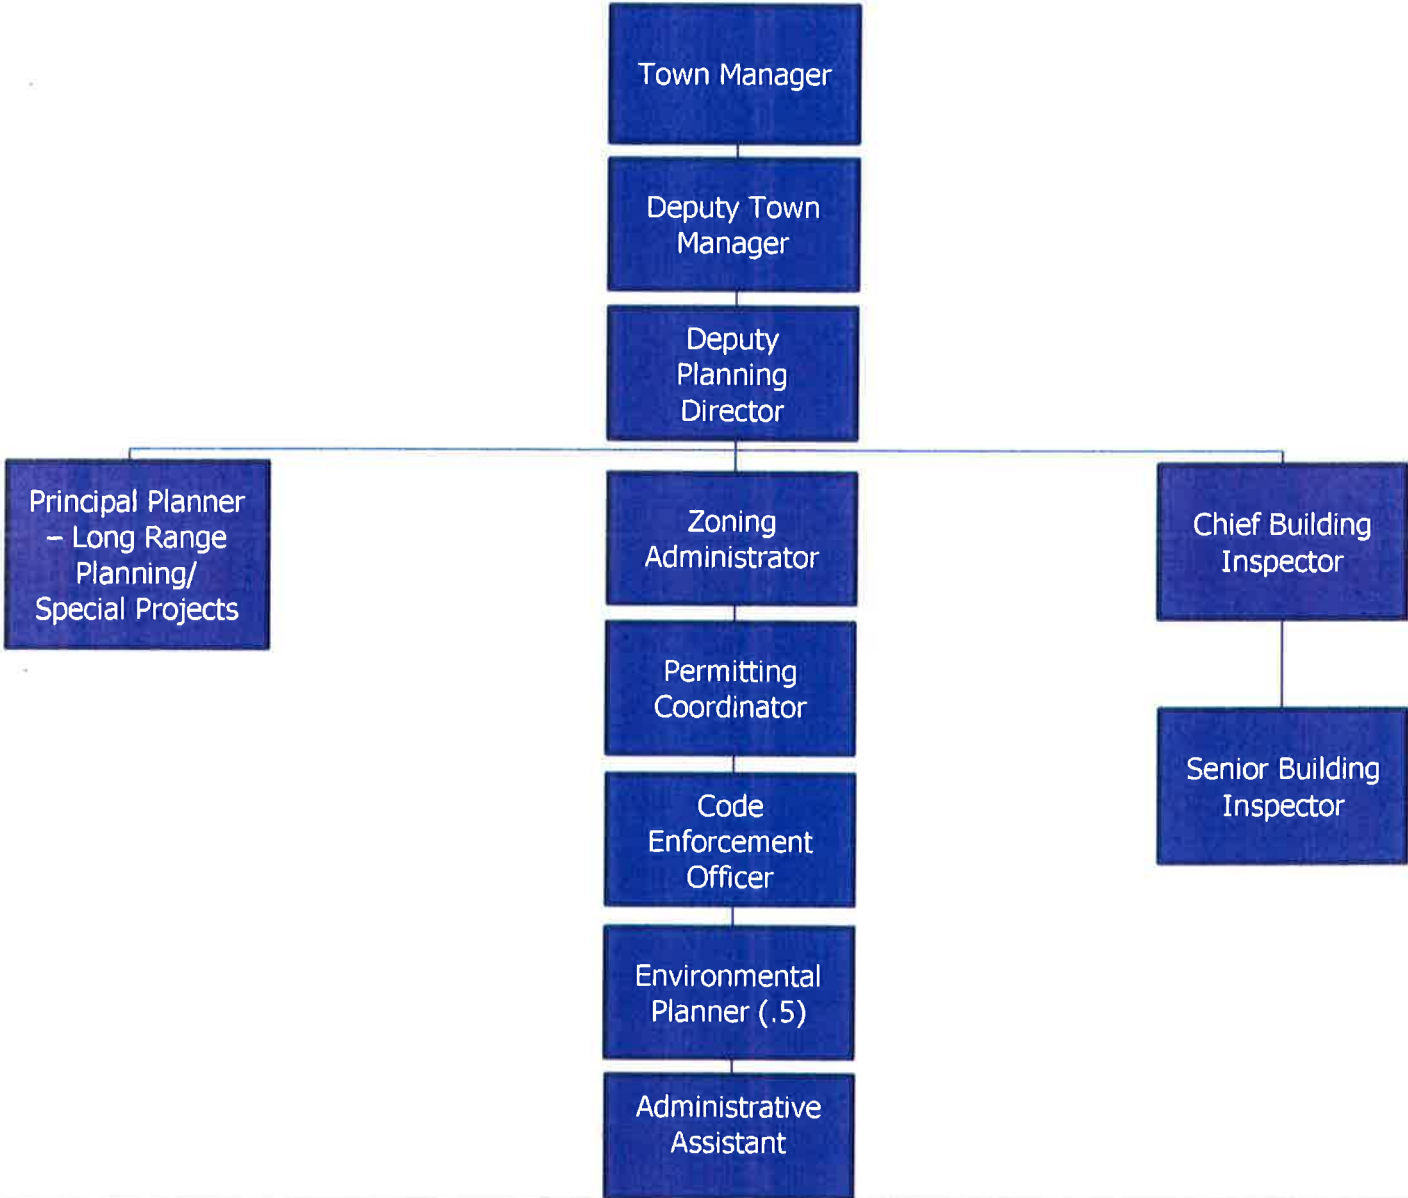 Town Manager
Deputy Town
Manager
Deputy
Planning
Director
Principal Planner
– Long Range
Planning/
Special Projects
Zoning
Administrator
Chief Building
Inspector
Permitting
Coordinator
Senior Building
Inspector
Code
Enforcement
Officer
Environmental
Planner (.5)
Administrative
Assistant